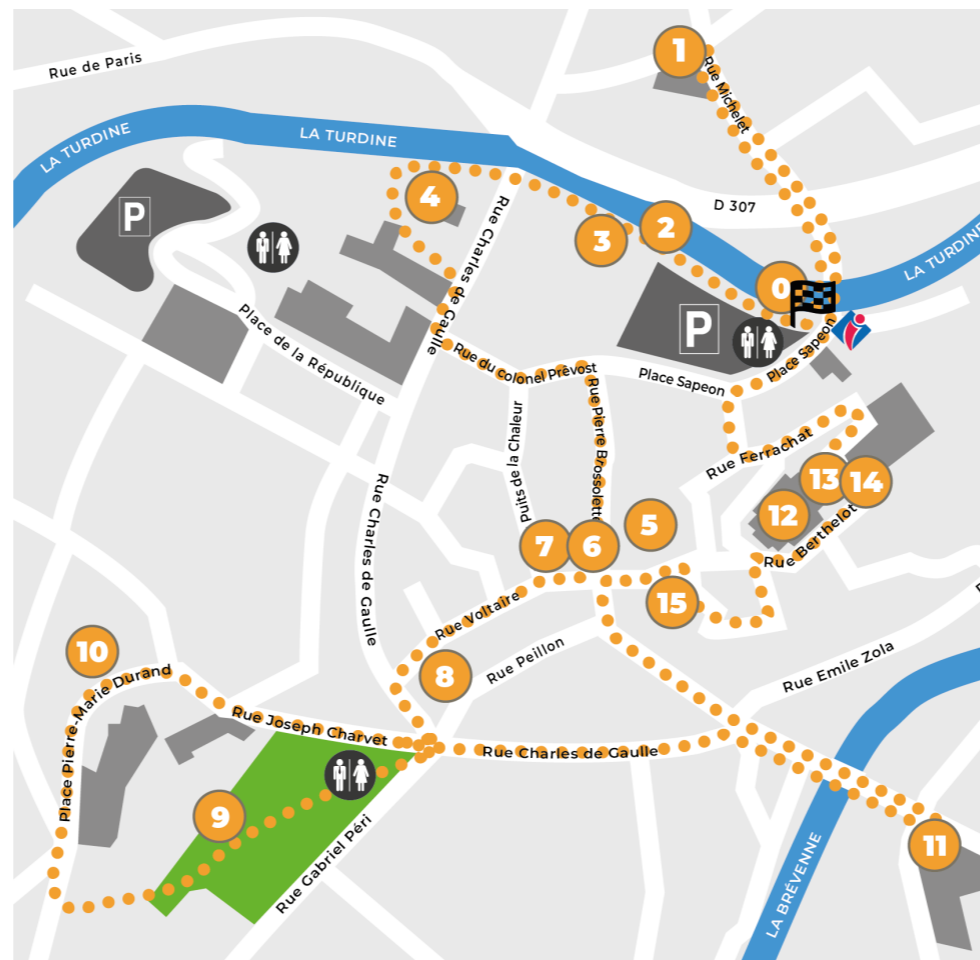 1
Rue de Paris
Rue Michelet
LA TURDINE
LA TURDINE
4
D 307
P
3
2
LA TURDINE
0
Rue Charles de Gaulle
P
Place de la République
Place Sapeon
Rue du colonel Prévost
Place Sapeon
Puits de la Chaleur
Rue Pierre Brossolette
Rue Ferrachat
13
14
12
5
Rue Charles de Gaulle
7
6
Rue Berthelot
15
Rue Voltaire
10
8
Rue Peillon
Rue Emile Zola
Place Pierre-Marie Durand
Rue Joseph Charvet
Rue Charles de Gaulle
9
11
Rue Gabriel Péri
LA BRÉVENNE